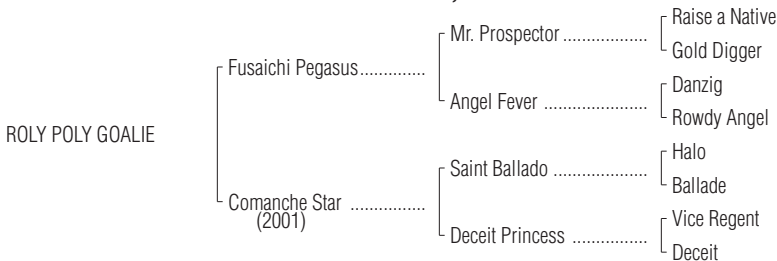 Raise a Native
Mr. Prospector ..................
Gold Digger
Fusaichi Pegasus..............
Danzig
Angel Fever ......................
Rowdy Angel
ROLY POLY GOALIE
Halo
Saint Ballado ....................
Ballade
Comanche Star ................
(2001)
Vice Regent
Deceit Princess ................
Deceit